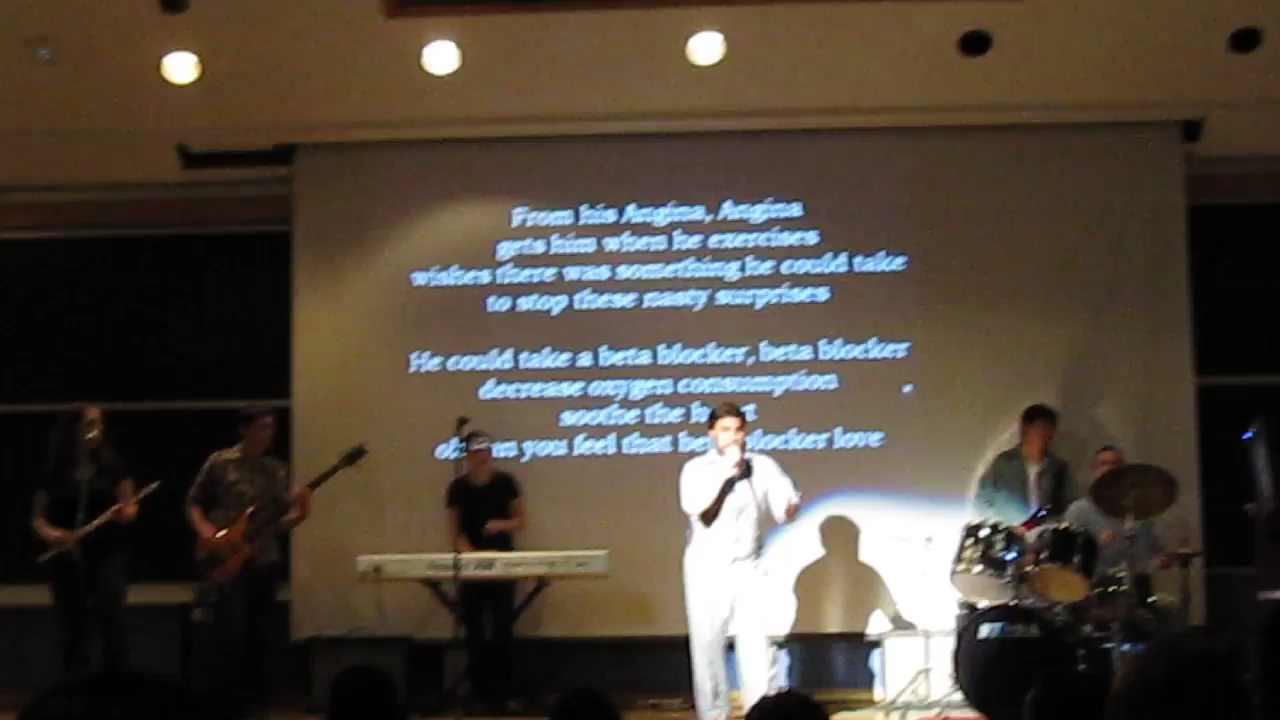 From his Angina, Angina
gets him when he exercises
wishes there was something he could take
to stop these nasty surprises
He could take a beta blocker, beta blocker
decrease oxygen consumption
soothe the
you feel that blocker love